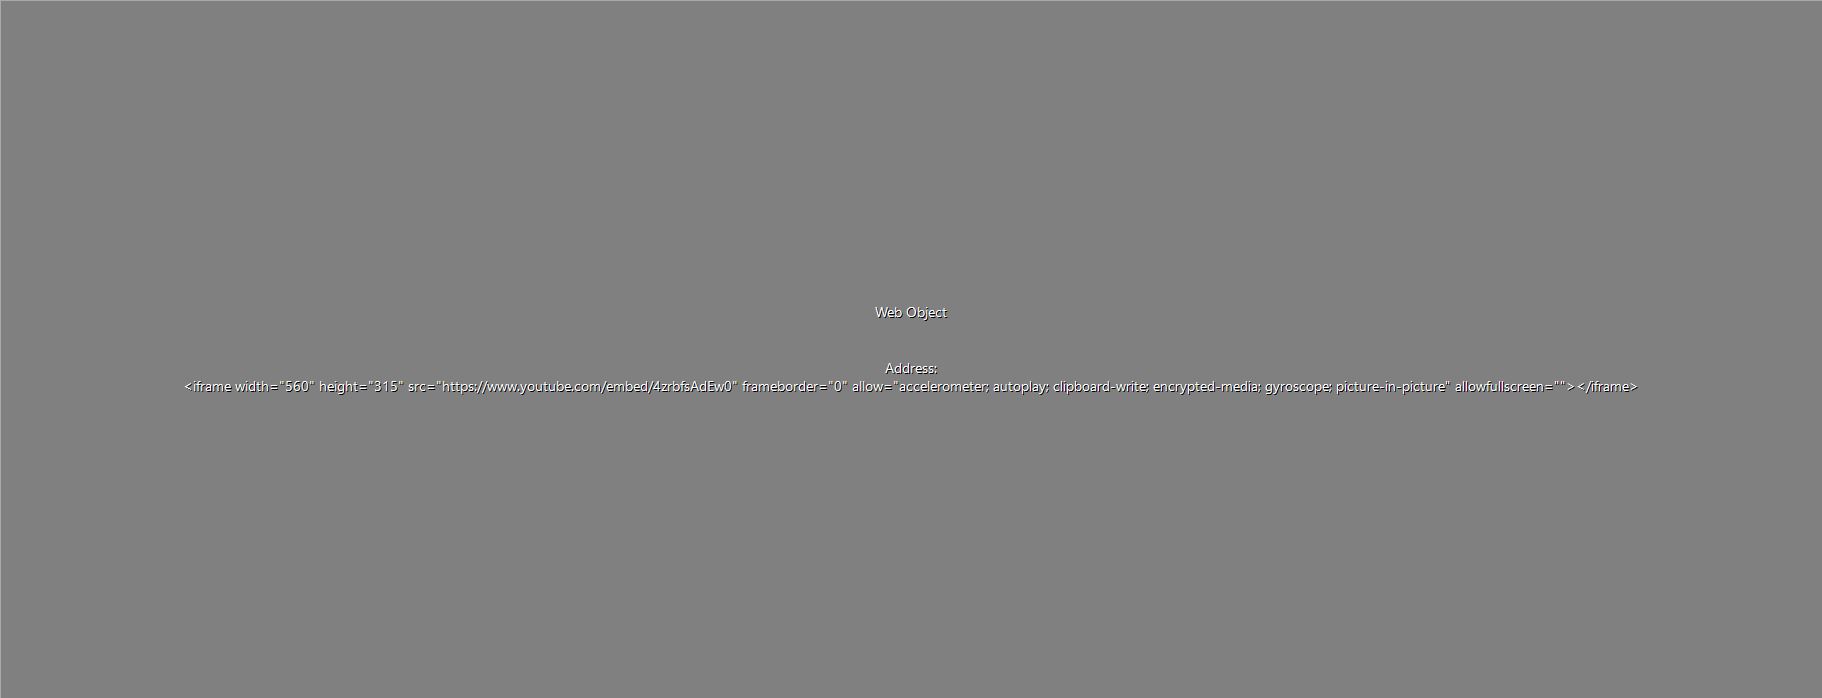 Web Object
Address:
<iframe width="560" height="315" src="https://www.youtube.com/embed/4zrbfsAdEw0" frameborder="0" allow="accelerometer; autoplay; clipboard-write; encrypted-media; gyroscope; picture-in-picture" allowfullscreen=""></iframe>